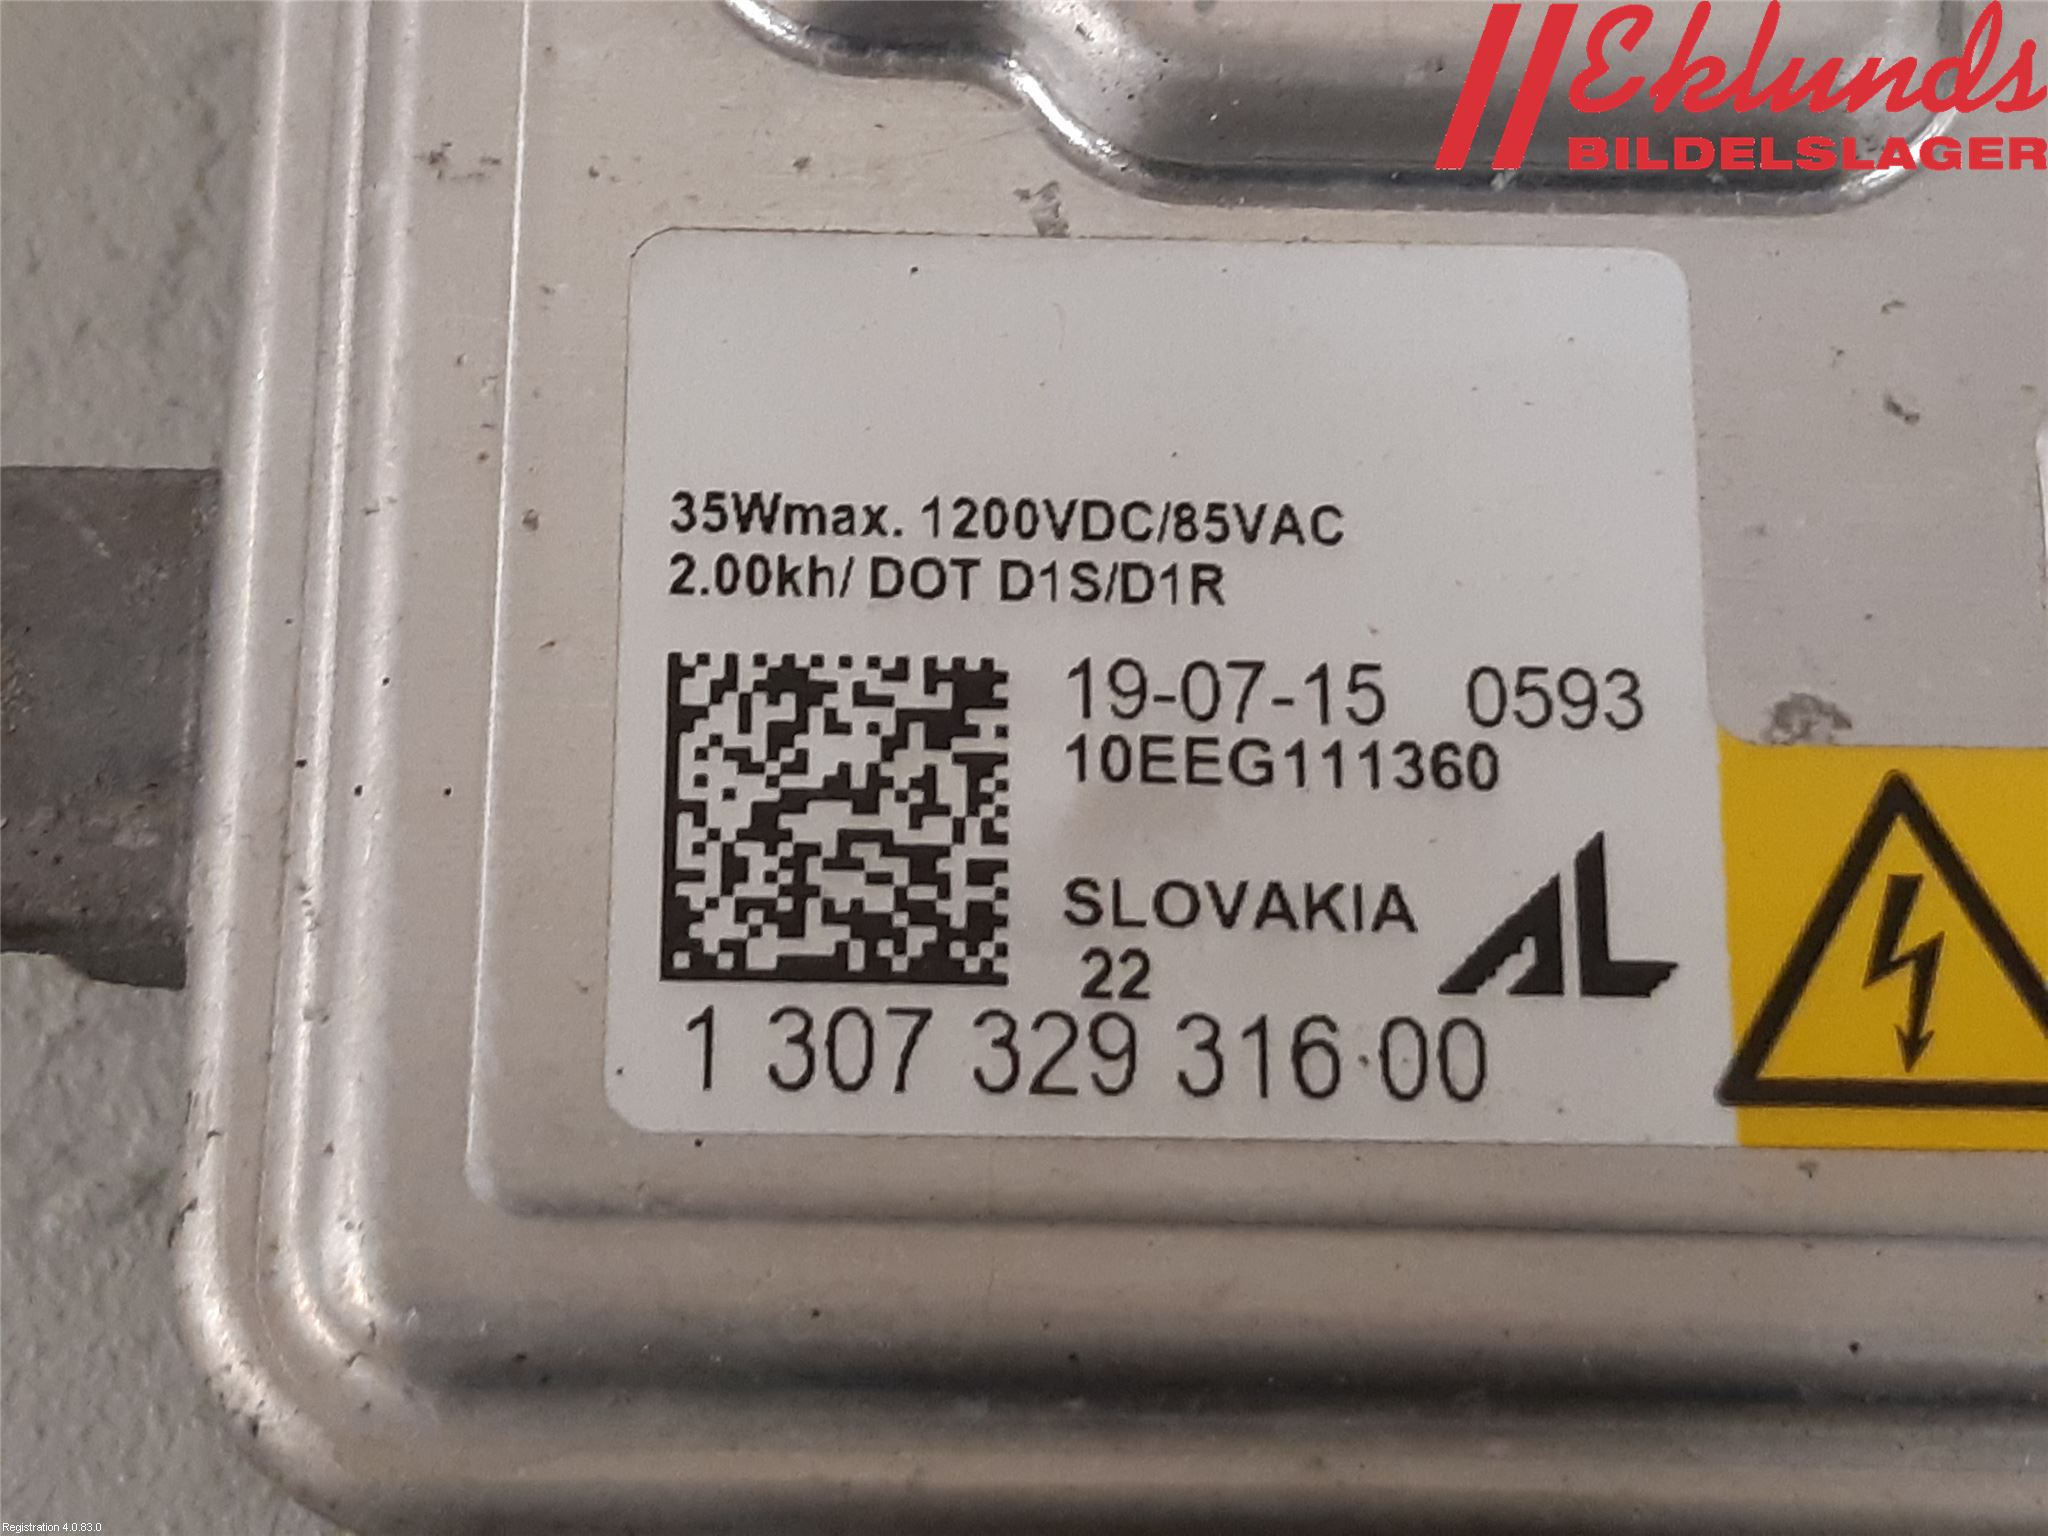 Eklunds
BILDELSLAGER
35Wmax. 1200VDC/85VAC
2.00kh/ DOT D1S/D1R
19-07-15 0593
10EEG111360
SLOVAKIA
22
AL
1 307 329 316·00
Registration 4.0.83.0